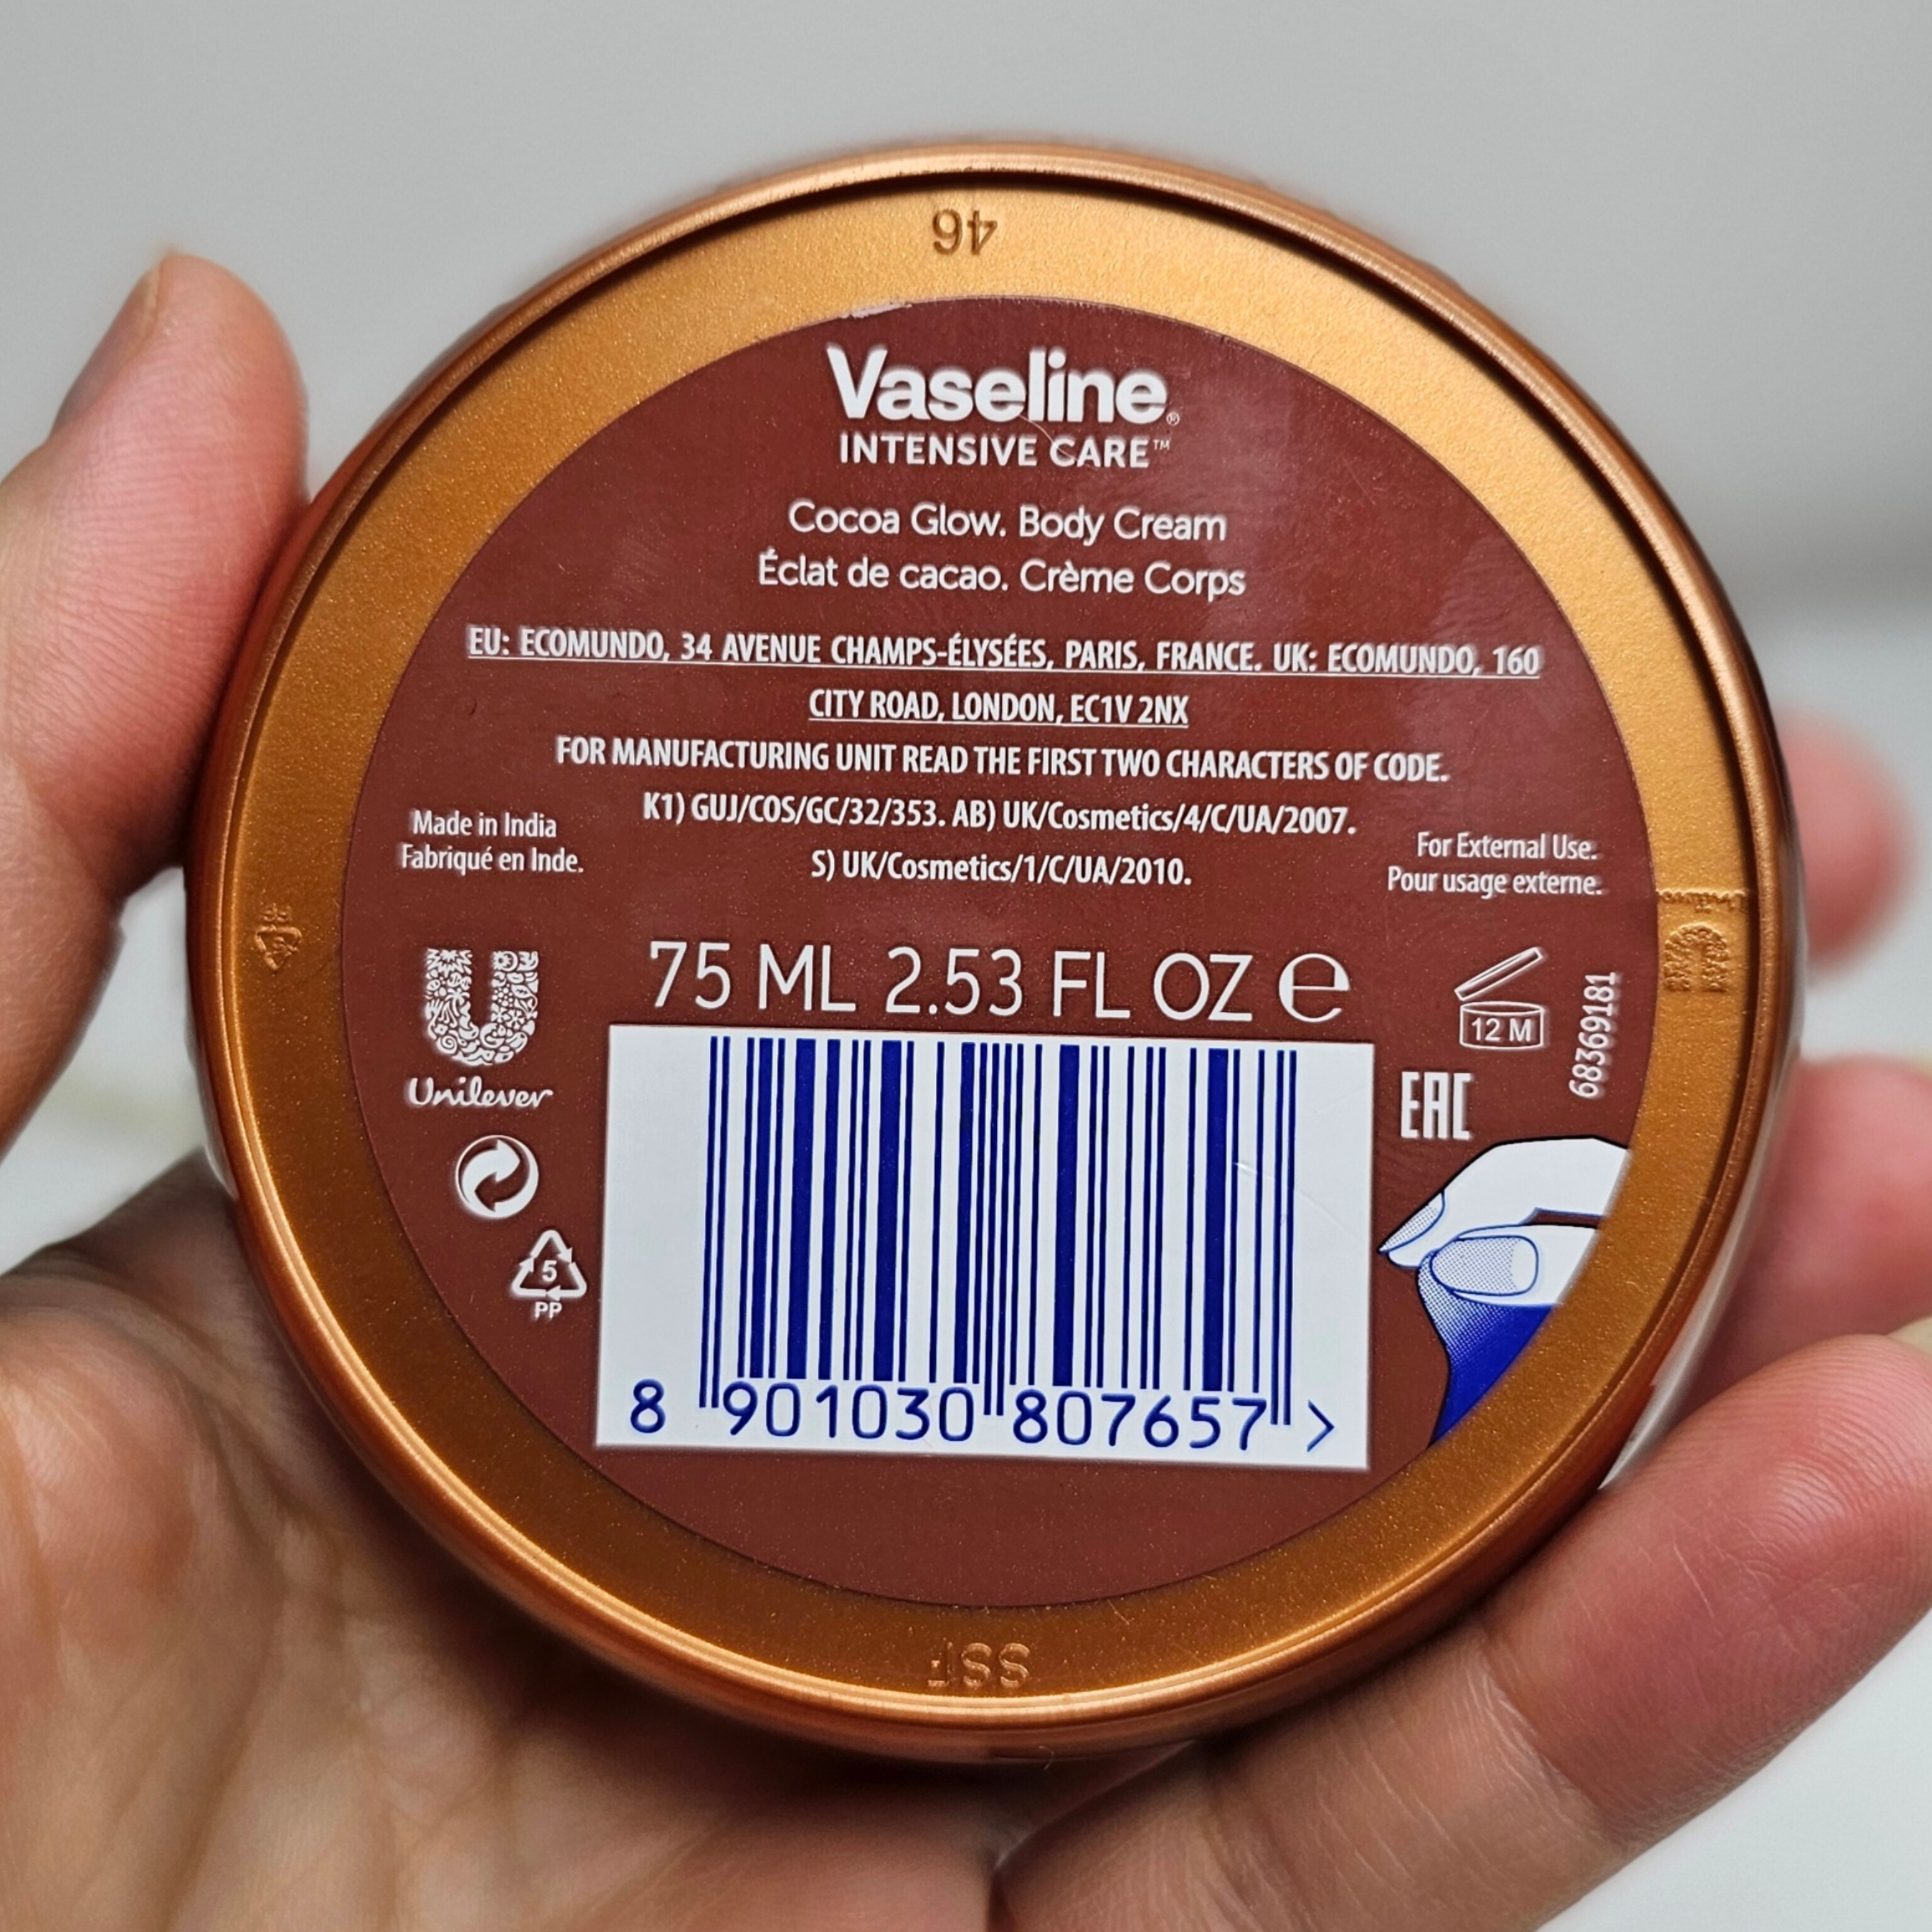 46
Vaseline®
INTENSIVE CARE™
Cocoa Glow. Body Cream
Éclat de cacao. Crème Corps
EU: ECOMUNDO, 34 AVENUE CHAMPS-ÉLYSÉES, PARIS, FRANCE. UK: ECOMUNDO, 160
CITY ROAD, LONDON, EC1V 2NX
FOR MANUFACTURING UNIT READ THE FIRST TWO CHARACTERS OF CODE.
K1) GUJ/COS/GC/32/353. AB) UK/Cosmetics/4/C/UA/2007.
S) UK/Cosmetics/1/C/UA/2010.
Made in India
Fabriqué en Inde.
For External Use.
Pour usage externe.
75 ML 2.53 FL OZ e
Unilever
12 M
68369181
EAC
5
PP
8 901030 807657 >
SSF
Unilever